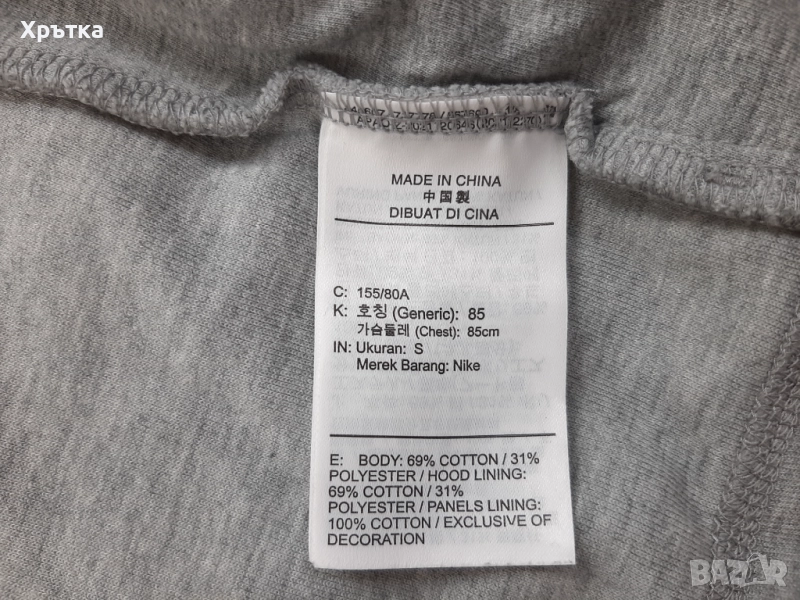 Хрътка
MADE IN CHINA
中国製
DIBUAT DI CINA
C: 155/80A
K: 호칭 (Generic): 85
가슴둘레 (Chest): 85cm
IN: Ukuran: S
Merek Barang: Nike
E: BODY: 69% COTTON / 31%
POLYESTER / HOOD LINING:
69% COTTON / 31%
POLYESTER / PANELS LINING:
100% COTTON / EXCLUSIVE OF
DECORATION
BAZAR